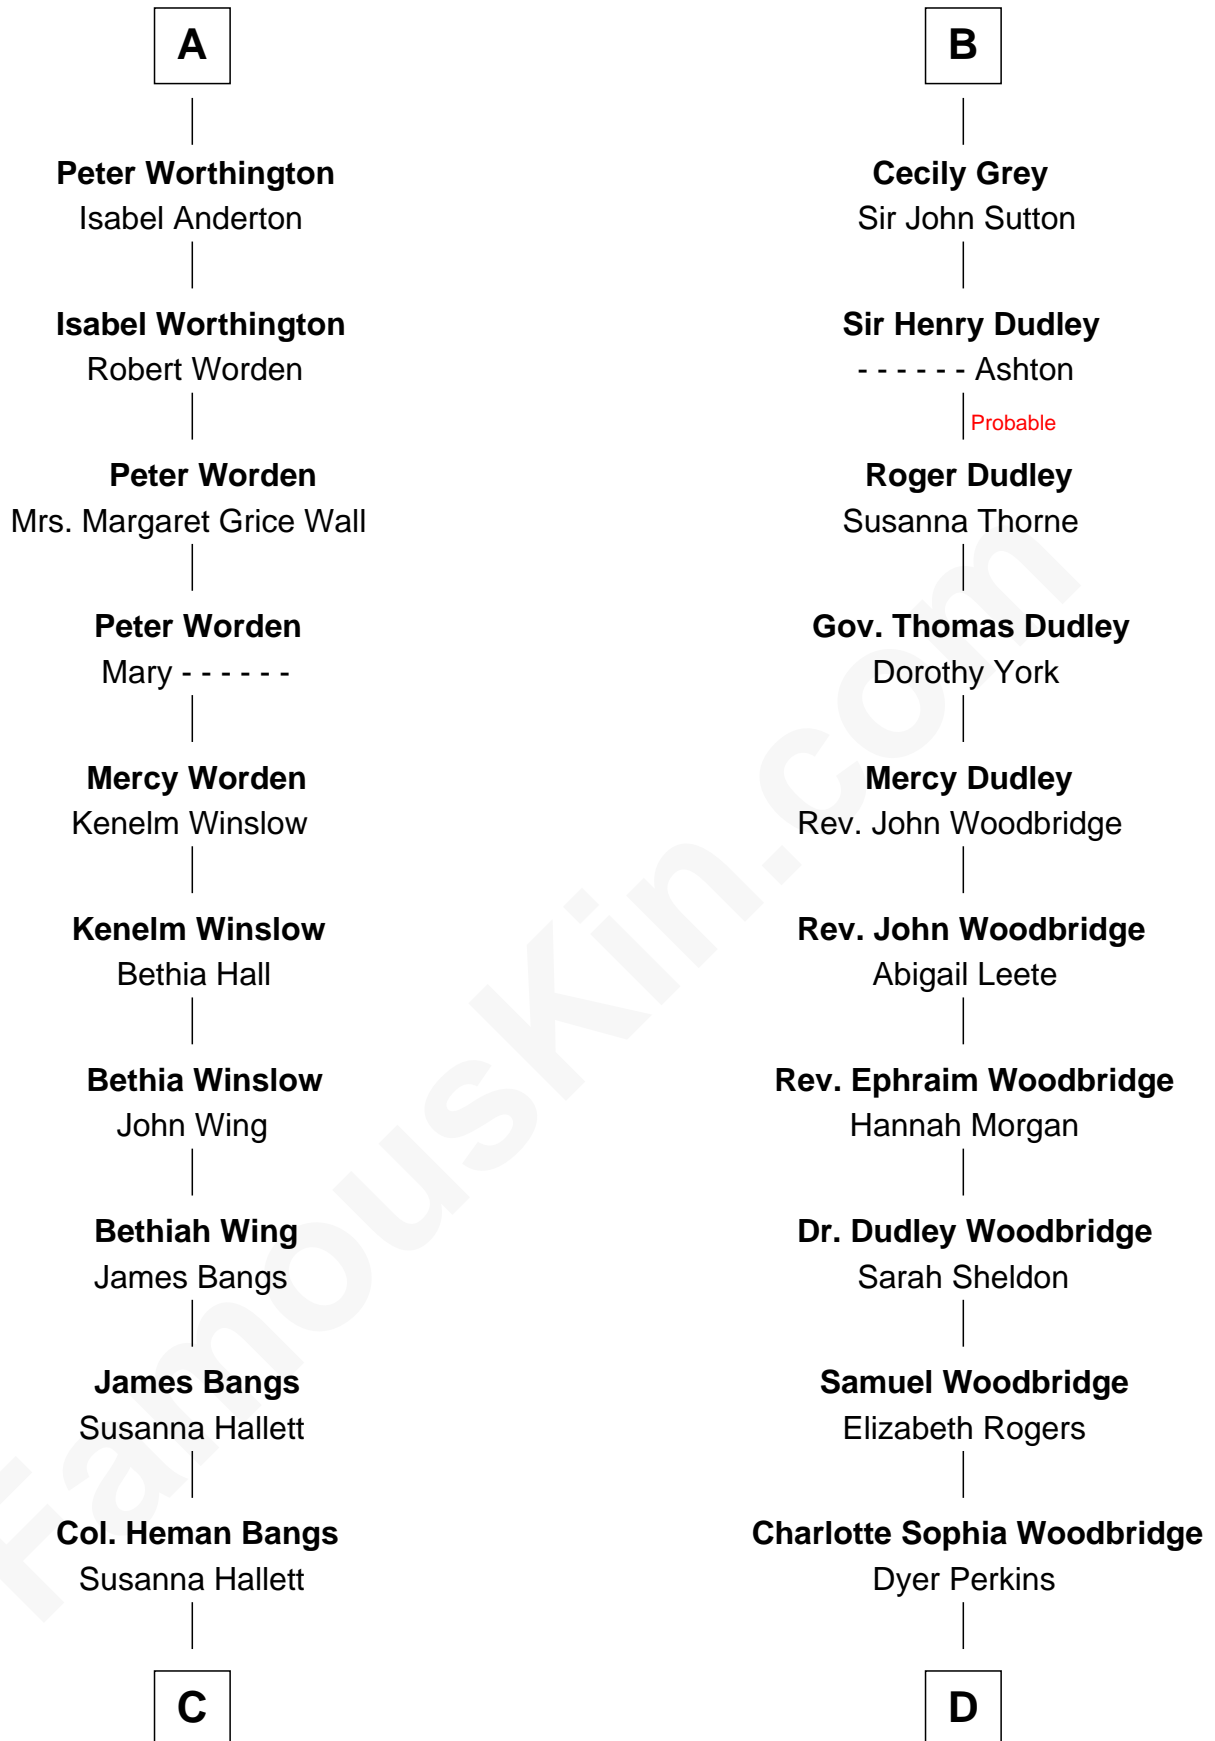 A
Peter Worthington
Isabel Anderton
Isabel Worthington
Robert Worden
Peter Worden
Mrs. Margaret Grice Wall
Peter Worden
Mary - - - - - -
Mercy Worden
Kenelm Winslow
Kenelm Winslow
Bethia Hall
Bethia Winslow
John Wing
Bethiah Wing
James Bangs
James Bangs
Susanna Hallett
Col. Heman Bangs
Susanna Hallett
C
B
Cecily Grey
Sir John Sutton
Sir Henry Dudley
- - - - - - Ashton
Probable
Roger Dudley
Susanna Thorne
Gov. Thomas Dudley
Dorothy York
Mercy Dudley
Rev. John Woodbridge
Rev. John Woodbridge
Abigail Leete
Rev. Ephraim Woodbridge
Hannah Morgan
Dr. Dudley Woodbridge
Sarah Sheldon
Samuel Woodbridge
Elizabeth Rogers
Charlotte Sophia Woodbridge
Dyer Perkins
D
FamousKin.com